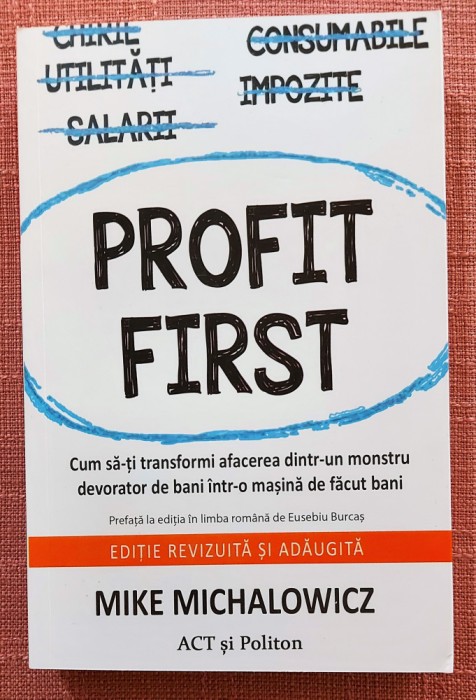 CHIRIE
CONSUMABILE
UTILITĂȚI
IMPOZITE
SALARII
PROFIT
FIRST
Cum să-ți transformi afacerea dintr-un monstru
devorator de bani într-o mașină de făcut bani
Prefață la ediția în limba română de Eusebiu Burcaș
EDIȚIE REVIZUITĂ ȘI ADĂUGITĂ
MIKE MICHALOWICZ
ACT și Politon